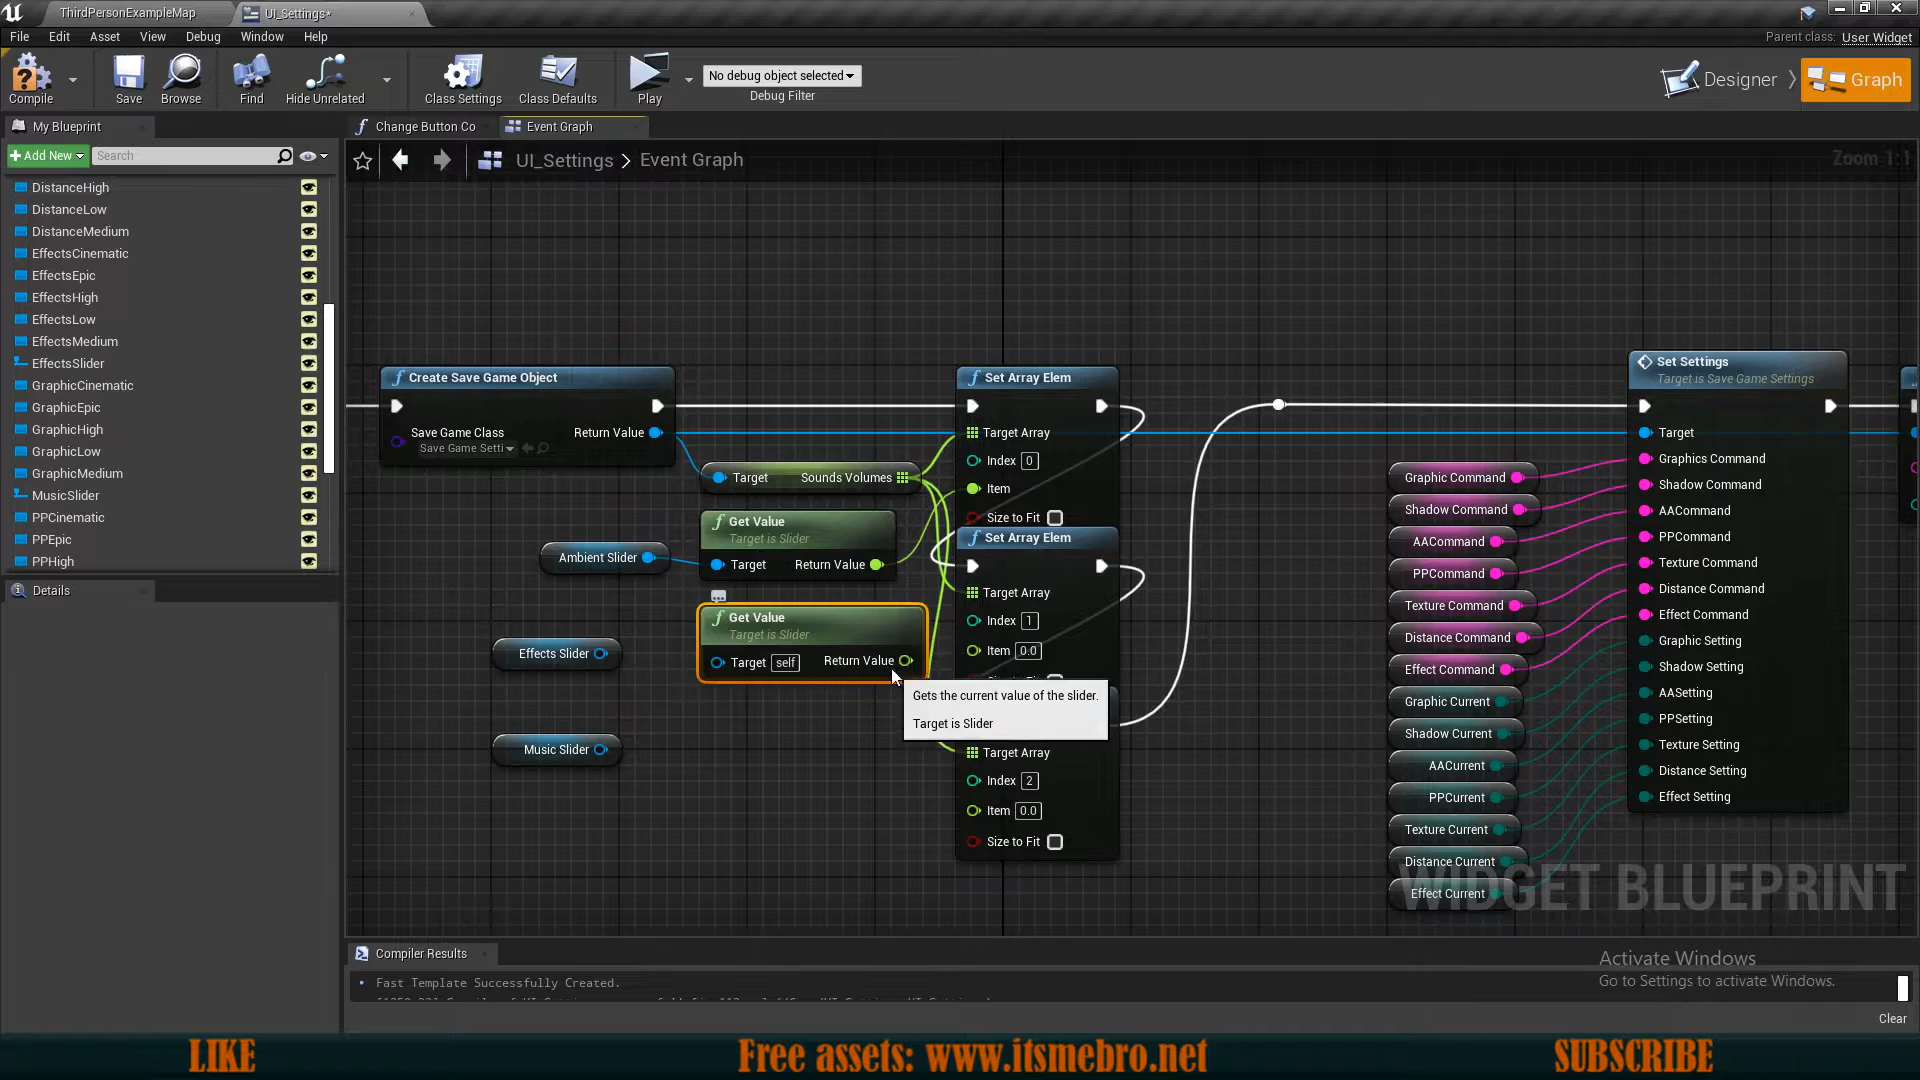 ThirdPersonExampleMap
UI_Settings*
File Edit Asset View Debug Window Help
Parent class: User Widget
Compile
Save
Browse
Find
Hide Unrelated
Class Settings
Class Defaults
Play
No debug object selected
Debug Filter
Designer
Graph
My Blueprint
Change Button Co
Event Graph
Add New
Search
UI_Settings > Event Graph
Zoom 1:1
DistanceHigh
DistanceLow
DistanceMedium
EffectsCinematic
EffectsEpic
EffectsHigh
EffectsLow
EffectsMedium
EffectsSlider
GraphicCinematic
GraphicEpic
GraphicHigh
GraphicLow
GraphicMedium
MusicSlider
PPCinematic
PPEpic
PPHigh
Details
Create Save Game Object
Save Game Class
Save Game Setti
Return Value
Target
Sounds Volumes
Get Value
Target is Slider
Target
Return Value
Ambient Slider
Get Value
Target is Slider
Target self
Return Value
Effects Slider
Music Slider
Set Array Elem
Target Array
Index 0
Item
Size to Fit
Set Array Elem
Target Array
Index 1
Item 0.0
Gets the current value of the slider.
Target is Slider
Target Array
Index 2
Item 0.0
Size to Fit
Graphic Command
Shadow Command
AACommand
PPCommand
Texture Command
Distance Command
Effect Command
Graphic Current
Shadow Current
AACurrent
PPCurrent
Texture Current
Distance Current
Effect Current
Set Settings
Target is Save Game Settings
Target
Graphics Command
Shadow Command
AACommand
PPCommand
Texture Command
Distance Command
Effect Command
Graphic Setting
Shadow Setting
AASetting
PPSetting
Texture Setting
Distance Setting
Effect Setting
WIDGET BLUEPRINT
Compiler Results
Fast Template Successfully Created.
Activate Windows
Go to Settings to activate Windows.
Clear
LIKE
Free assets: www.itsmebro.net
SUBSCRIBE